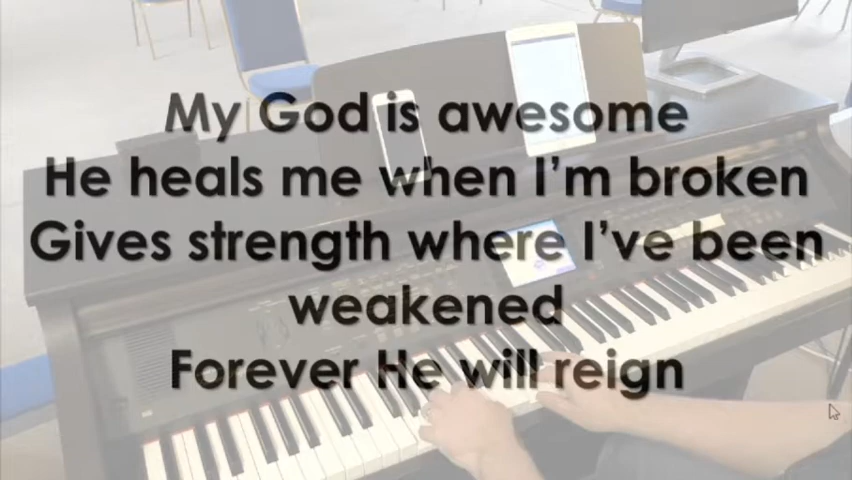 My God is awesome
He heals me when I'm broken
Gives strength where I've been
weakened
Forever He will reign